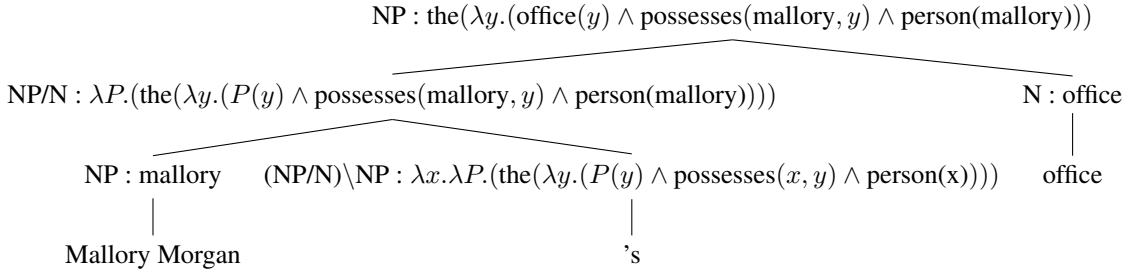 NP : the(λy.(office(y) ∧ possesses(mallory, y) ∧ person(mallory)))
NP/N : λP.(the(λy.(P(y) ∧ possesses(mallory, y) ∧ person(mallory)))) N : office
NP : mallory (NP/N)\NP : λx.λP.(the(λy.(P(y) ∧ possesses(x, y) ∧ person(x)))) office
Mallory Morgan 's